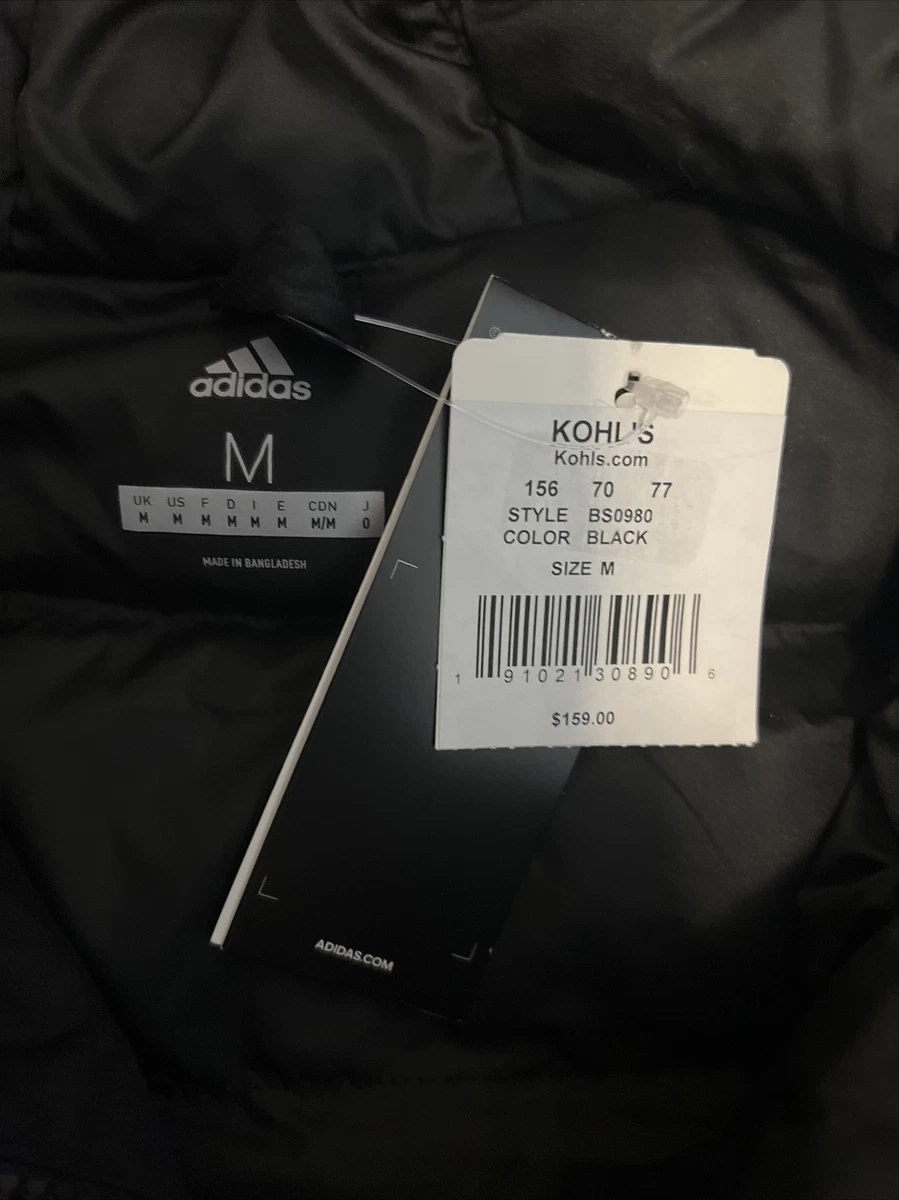 adidas
M
UK US F D I E CDN J
M M M M M M M/M O
MADE IN BANGLADESH
KOHL'S
Kohls.com
156 70 77
STYLE BS0980
COLOR BLACK
SIZE M
1 91021 30890 6
$159.00
ADIDAS.COM